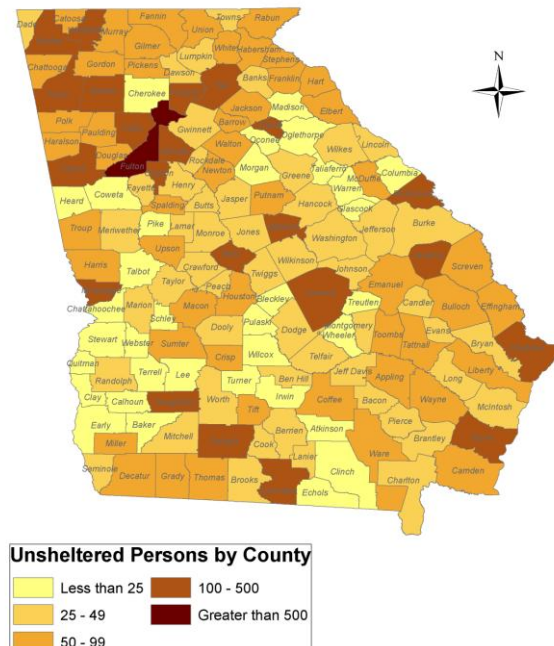 Towns Rabun
Dade Catoosa Fannin
Murray Union
Gilmer White Habersham
Lumpkin Stephens
Chattooga Gordon Pickens
Dawson Banks Franklin Hart
Cherokee
Jackson Madison Elbert
Polk Barrow
Paulding Gwinnett Oconee Oglethorpe
Haralson Walton Wilkes Lincoln
Douglas Fulton Rockdale Morgan Taliaferro Columbia
Newton Greene McDuffie
Heard Coweta Fayette Henry Warren
Spalding Butts Jasper Putnam Hancock Glascock
Troup Meriwether Pike Lamar Jefferson Burke
Monroe Jones Washington
Upson
Harris Talbot Crawford Wilkinson Screven
Taylor Twiggs Johnson
Peach Emanuel
Chattahoochee Marion Macon Houston Bleckley Treutlen Candler Bulloch Effingham
Schley Pulaski Montgomery
Stewart Webster Sumter Dooly Dodge Wheeler Toombs Evans
Tattnall Bryan
Quitman Crisp Wilcox Telfair
Randolph Terrell Lee Ben Hill Jeff Davis Liberty
Turner Appling Long
Clay Calhoun Irwin Coffee Wayne
Worth Bacon McIntosh
Early Baker Tift
Mitchell Atkinson Pierce
Miller Berrien Brantley
Cook Ware
Seminole Lanier
Decatur Grady Thomas Brooks Clinch Charlton Camden
Echols
N
Unsheltered Persons by County
Less than 25 100 - 500
25 - 49 Greater than 500
50 - 99